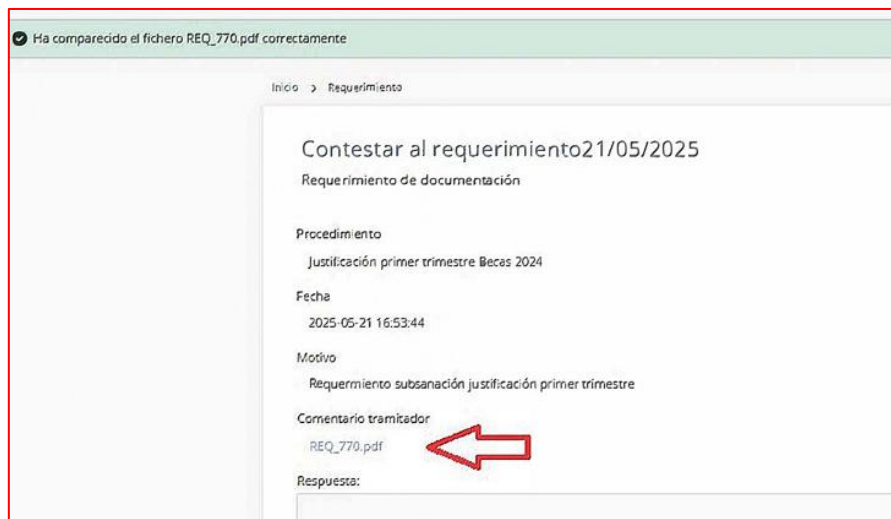 Ha comparecido el fichero REQ_770.pdf correctamente
Inicio > Requerimiento
Contestar al requerimiento21/05/2025
Requerimiento de documentación
Procedimiento
Justificación primer trimestre Becas 2024
Fecha
2025-05-21 16:53:44
Motivo
Requermiento subsanación justificación primer trimestre
Comentario tramitador
REQ_770.pdf
Respuesta: